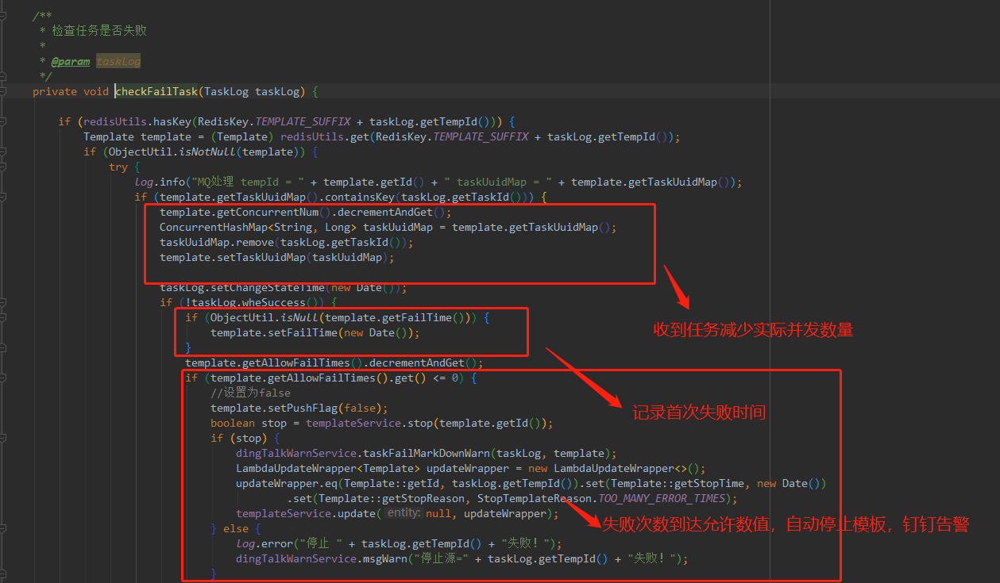 /**
 * 检查任务是否失败
 *
 * @param taskLog
 */
private void checkFailTask(TaskLog taskLog) {
if (redisUtils.hasKey(RedisKey.TEMPLATE_SUFFIX + taskLog.getTempId())) {
Template template = (Template) redisUtils.get(RedisKey.TEMPLATE_SUFFIX + taskLog.getTempId());
if (ObjectUtil.isNotNull(template)) {
try {
log.info("MQ处理 tempId = " + template.getId() + " taskUuidMap = " + template.getTaskUuidMap());
if (template.getTaskUuidMap().containsKey(taskLog.getTaskId())) {
template.getConcurrentNum().decrementAndGet();
ConcurrentHashMap<String, Long> taskUuidMap = template.getTaskUuidMap();
taskUuidMap.remove(taskLog.getTaskId());
template.setTaskUuidMap(taskUuidMap);
taskLog.setChangeStateTime(new Date());
if (!taskLog.wheSuccess()) {
if (ObjectUtil.isNull(template.getFailTime())) {
收到任务减少实际并发数量
template.setFailTime(new Date());
}
template.getAllowFailTimes().decrementAndGet();
if (template.getAllowFailTimes().get() <= 0) {
//设置为false
template.setPushFlag(false);
记录首次失败时间
boolean stop = templateService.stop(template.getId());
if (stop) {
dingTalkWarnService.taskFailMarkDownWarn(taskLog, template);
LambdaUpdateWrapper<Template> updateWrapper = new LambdaUpdateWrapper<>();
updateWrapper.eq(Template::getId, taskLog.getTempId()).set(Template::getStopTime, new Date())
.set(Template::getStopReason, StopTemplateReason.TOO_MANY_ERROR_TIMES);
templateService.update( entity: null, updateWrapper);
失败次数到达允许数值，自动停止模板，钉钉告警
} else {
log.error("停止 " + taskLog.getTempId() + "失败！");
dingTalkWarnService.msgWarn("停止源=" + taskLog.getTempId() + "失败！");
}